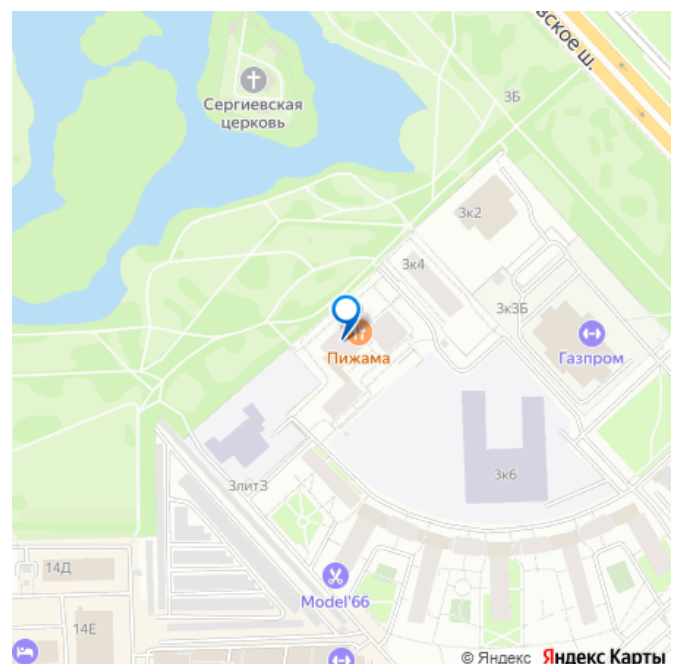 вское ш.
3Б
Сергиевская
церковь
3к2
3к4
3к3Б
Пижама
Газпром
3литЗ
3к6
14Д
Model'66
14Е
© Яндекс Яндекс Карты